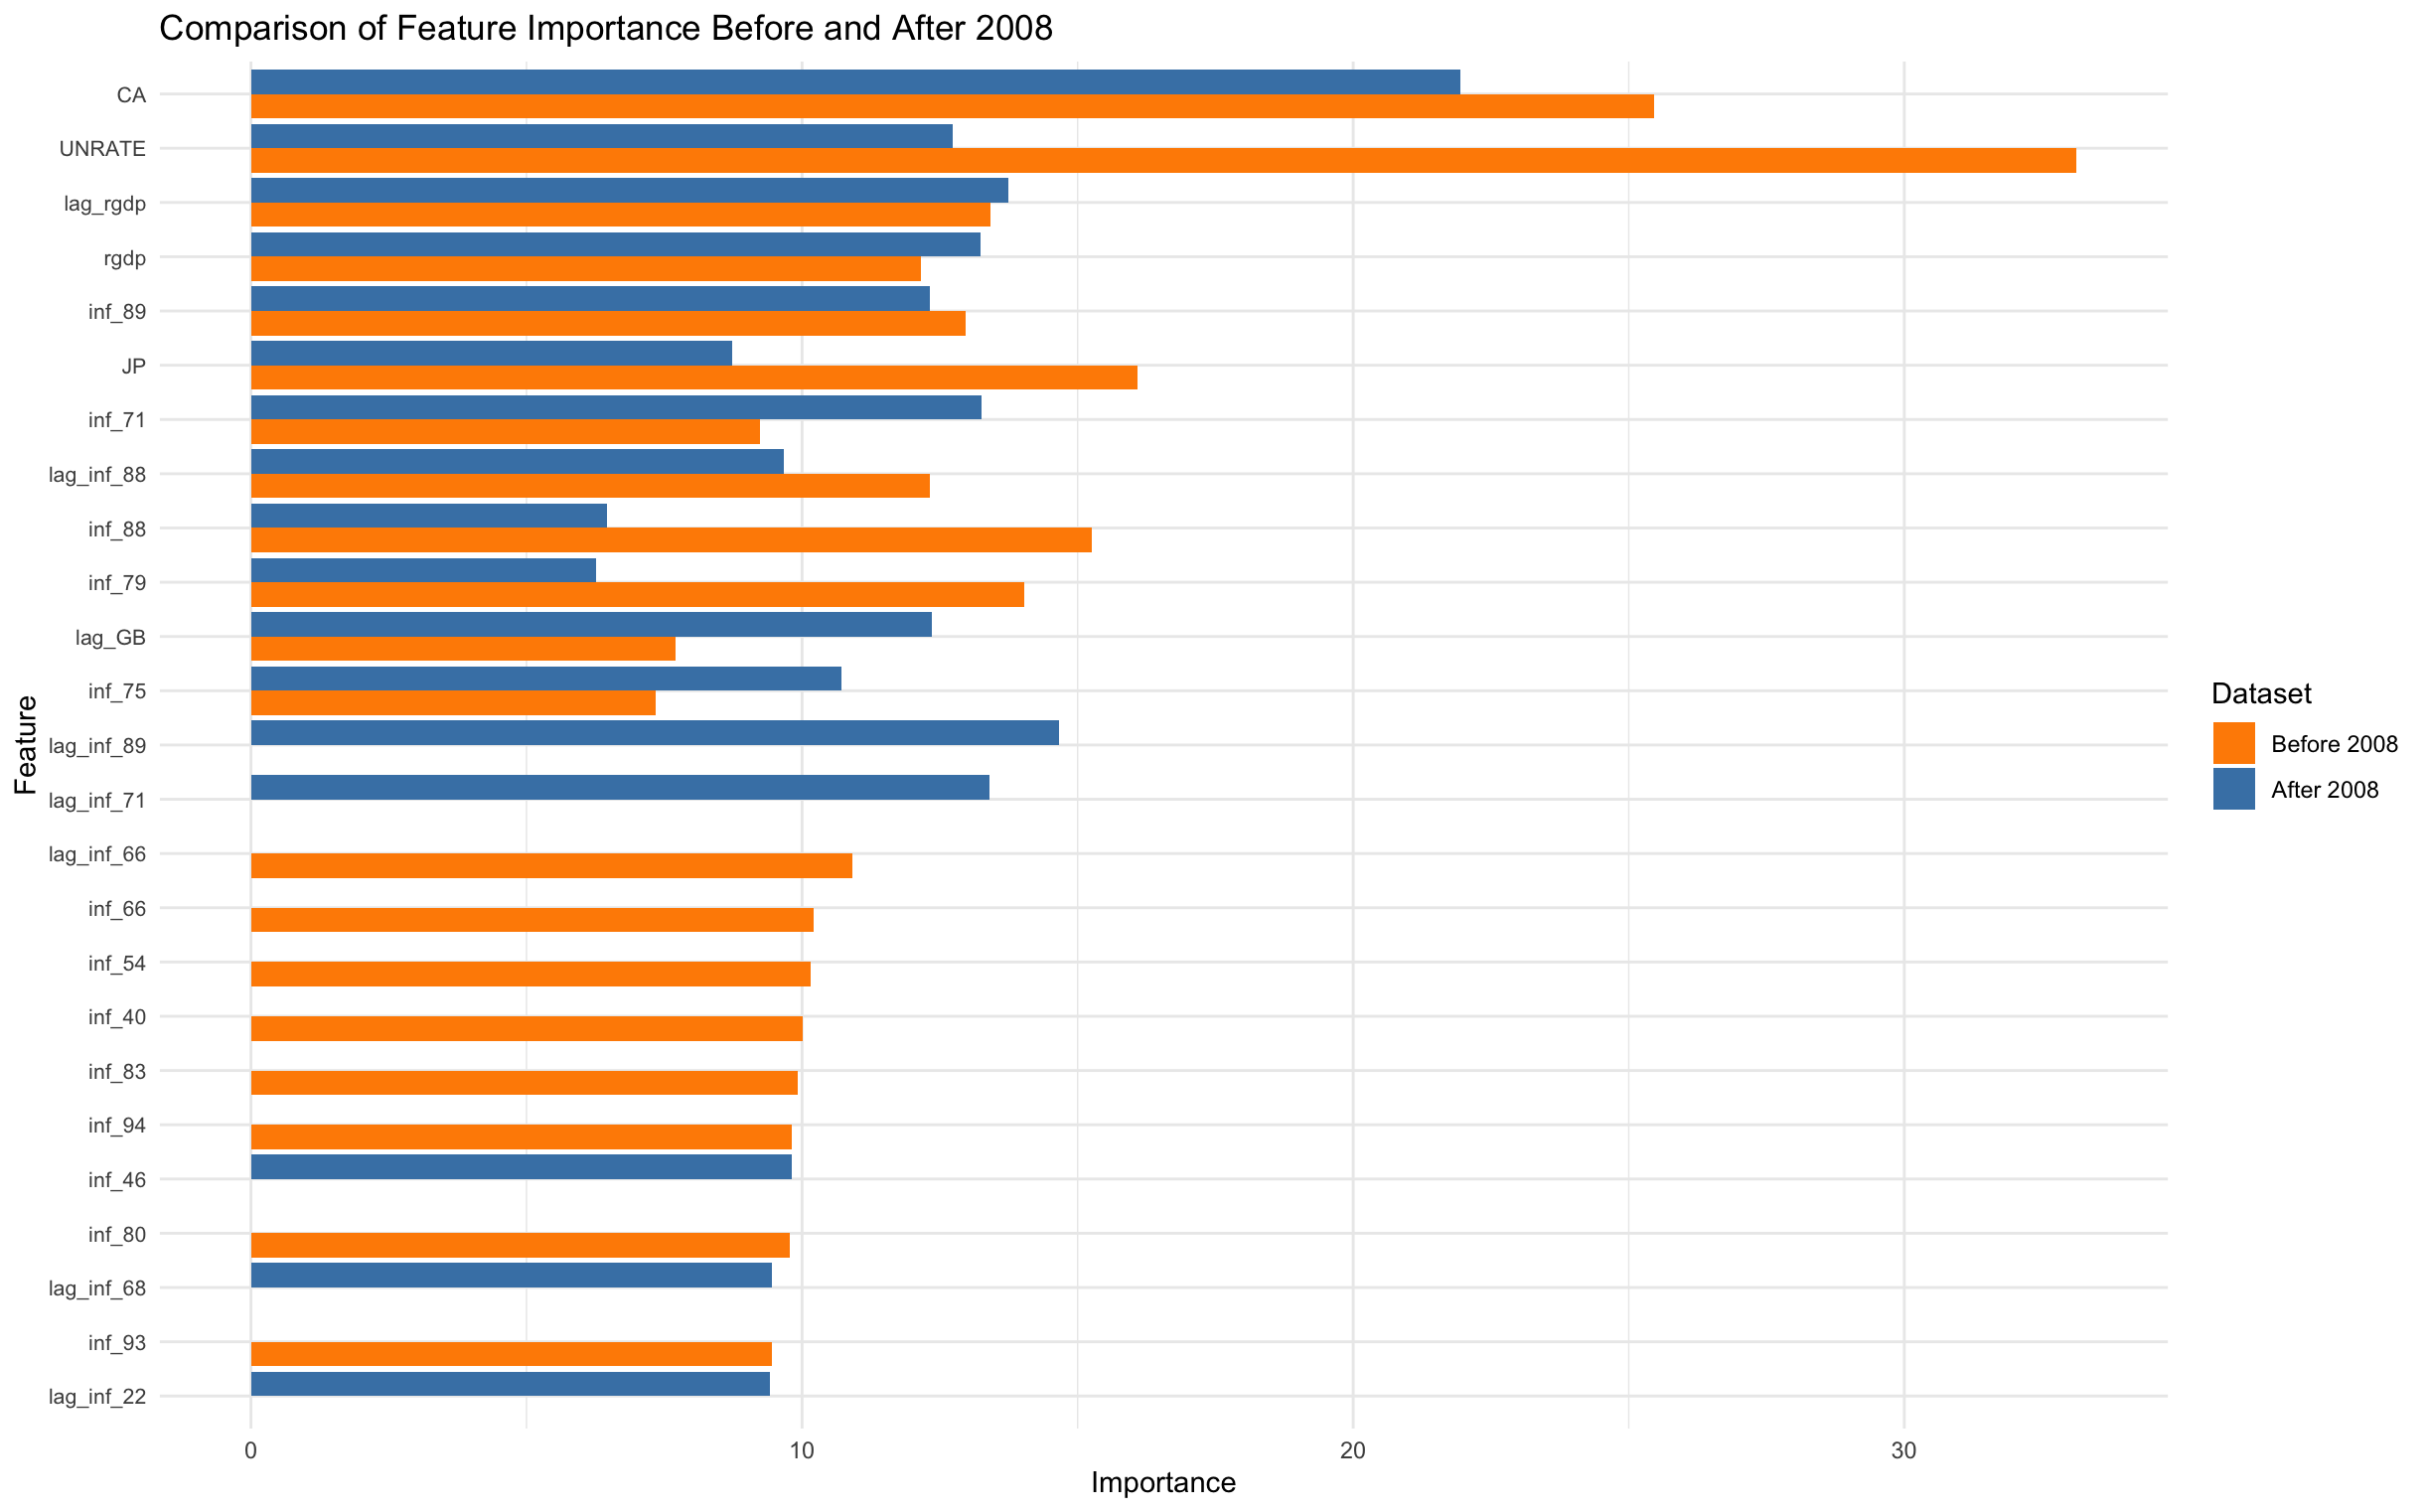 Comparison of Feature Importance Before and After 2008
CA
UNRATE
lag_rgdp
rgdp
inf_89
JP
inf_71
lag_inf_88
inf_88
inf_79
lag_GB
inf_75
lag_inf_89
lag_inf_71
lag_inf_66
inf_66
inf_54
inf_40
inf_83
inf_94
inf_46
inf_80
lag_inf_68
inf_93
lag_inf_22
Feature
0 10 20 30
Importance
Dataset
Before 2008
After 2008